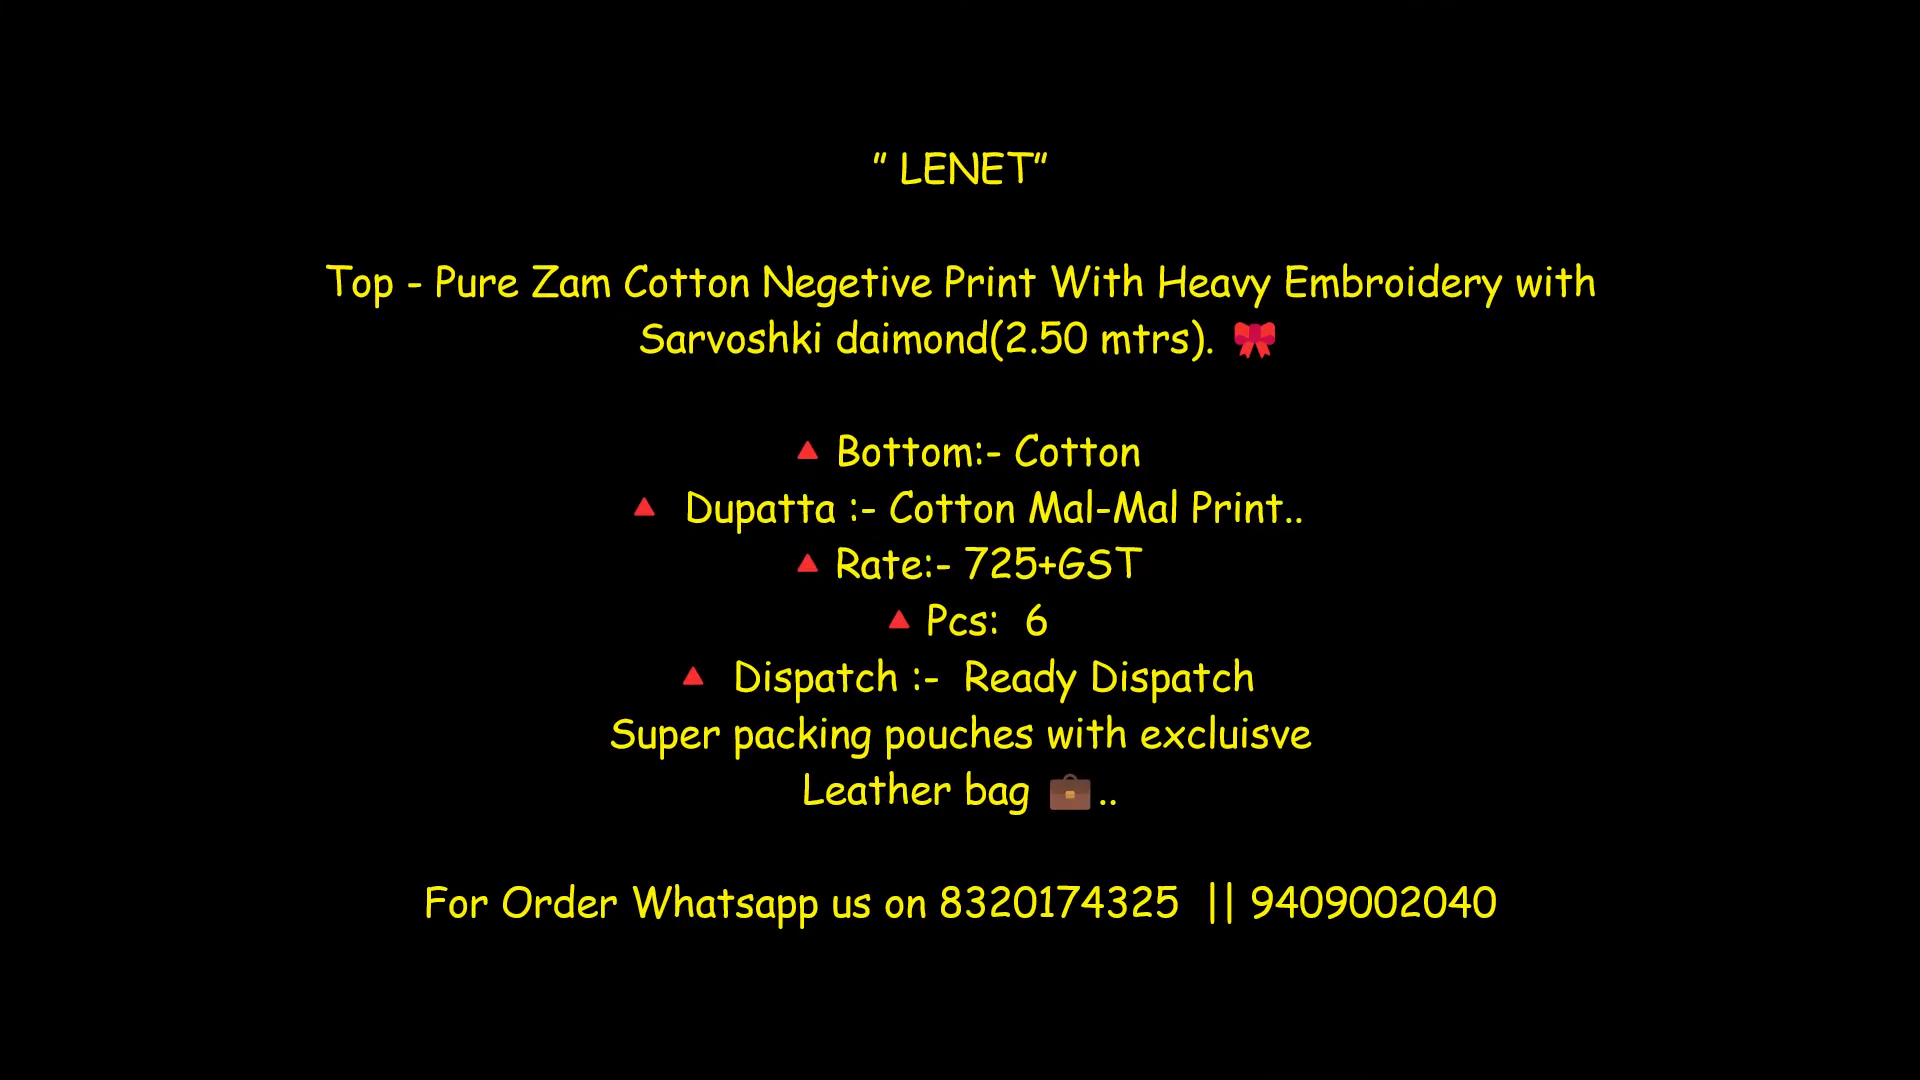 ” LENET”
Top - Pure Zam Cotton Negetive Print With Heavy Embroidery with
Sarvoshki daimond(2.50 mtrs). 🎀
🔺Bottom:- Cotton
🔺 Dupatta :- Cotton Mal-Mal Print..
🔺Rate:- 725+GST
🔺Pcs:  6
🔺 Dispatch :-  Ready Dispatch
Super packing pouches with excluisve
Leather bag 💼..
For Order Whatsapp us on 8320174325  || 9409002040